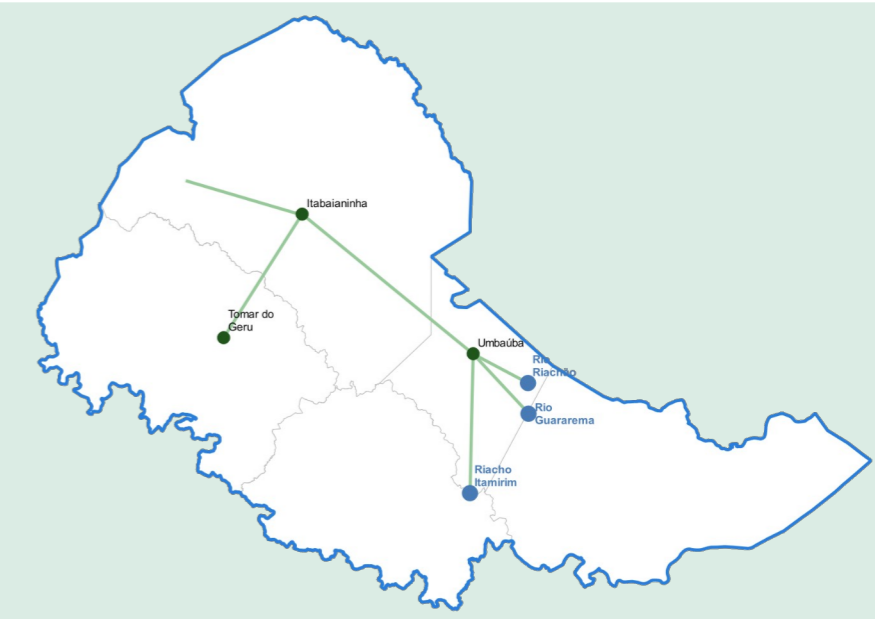 Itabaianinha
Tomar do
Geru
Umbaúba
Rio
Riachão
Rio
Guararema
Riacho
Itamirim